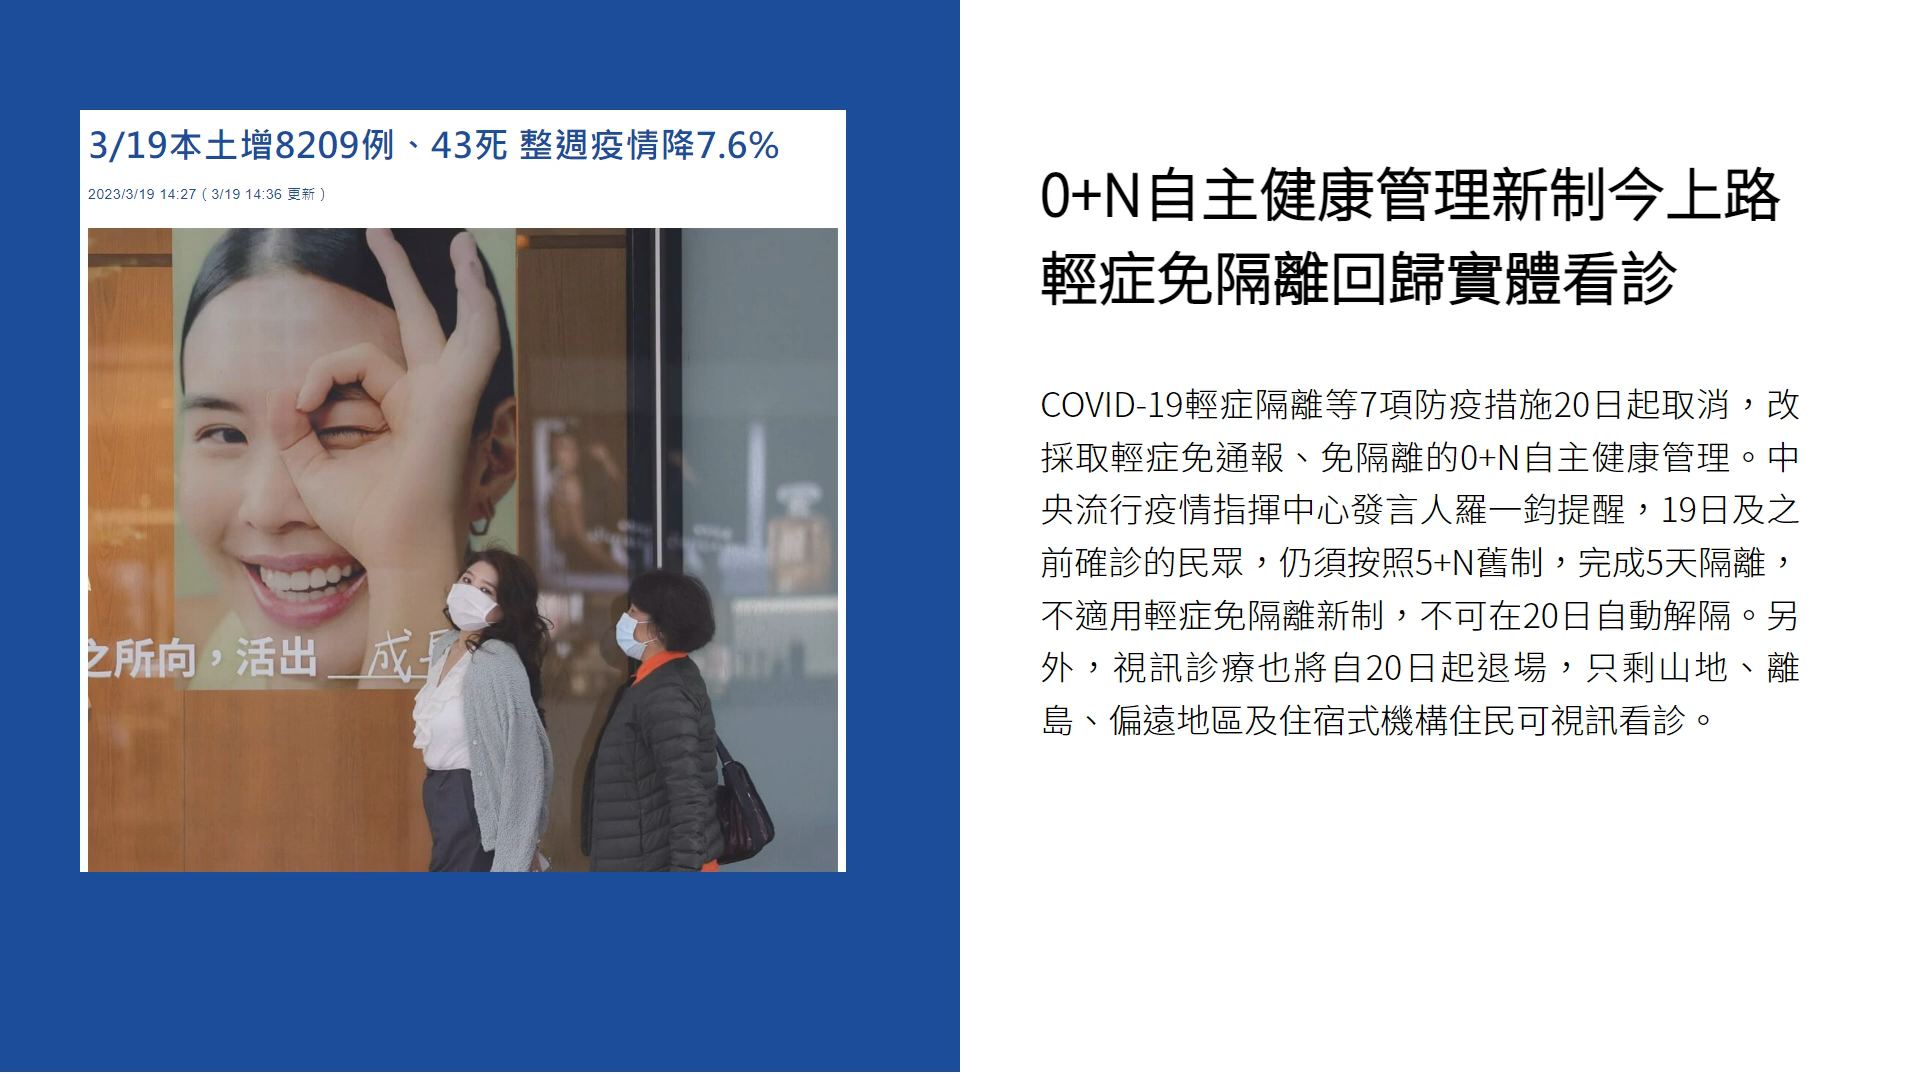 3/19本土增8209例、43死 整週疫情降7.6%
2023/3/19 14:27（3/19 14:36 更新）
之所向，活出 成長
0+N自主健康管理新制今上路
輕症免隔離回歸實體看診
COVID-19輕症隔離等7項防疫措施20日起取消，改
採取輕症免通報、免隔離的0+N自主健康管理。中
央流行疫情指揮中心發言人羅一鈞提醒，19日及之
前確診的民眾，仍須按照5+N舊制，完成5天隔離，
不適用輕症免隔離新制，不可在20日自動解隔。另
外，視訊診療也將自20日起退場，只剩山地、離
島、偏遠地區及住宿式機構住民可視訊看診。